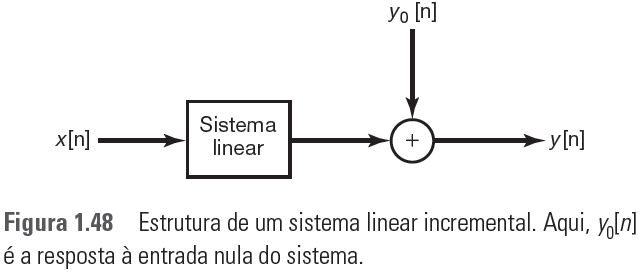 y₀ [n]
x[n]
Sistema
linear
+
y[n]
Figura 1.48 Estrutura de um sistema linear incremental. Aqui, y₀[n]
é a resposta à entrada nula do sistema.